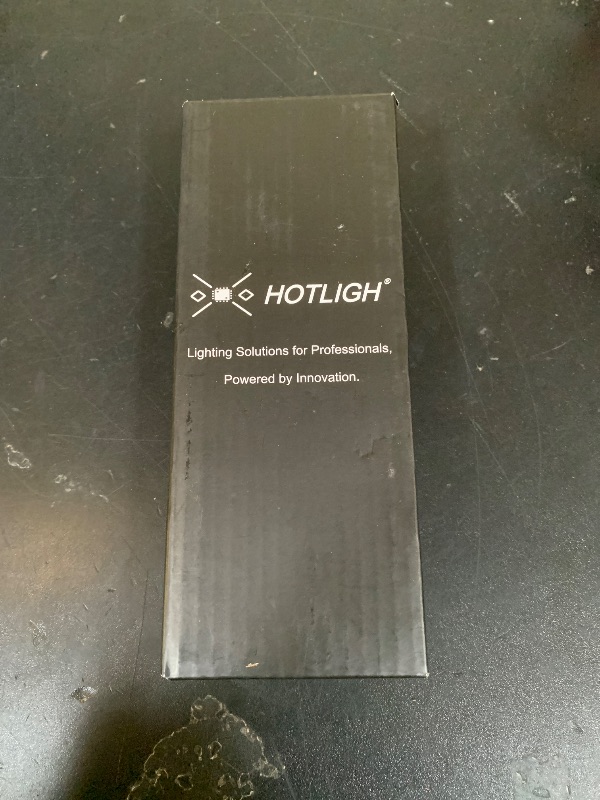 HOTLIGH®
Lighting Solutions for Professionals,
Powered by Innovation.